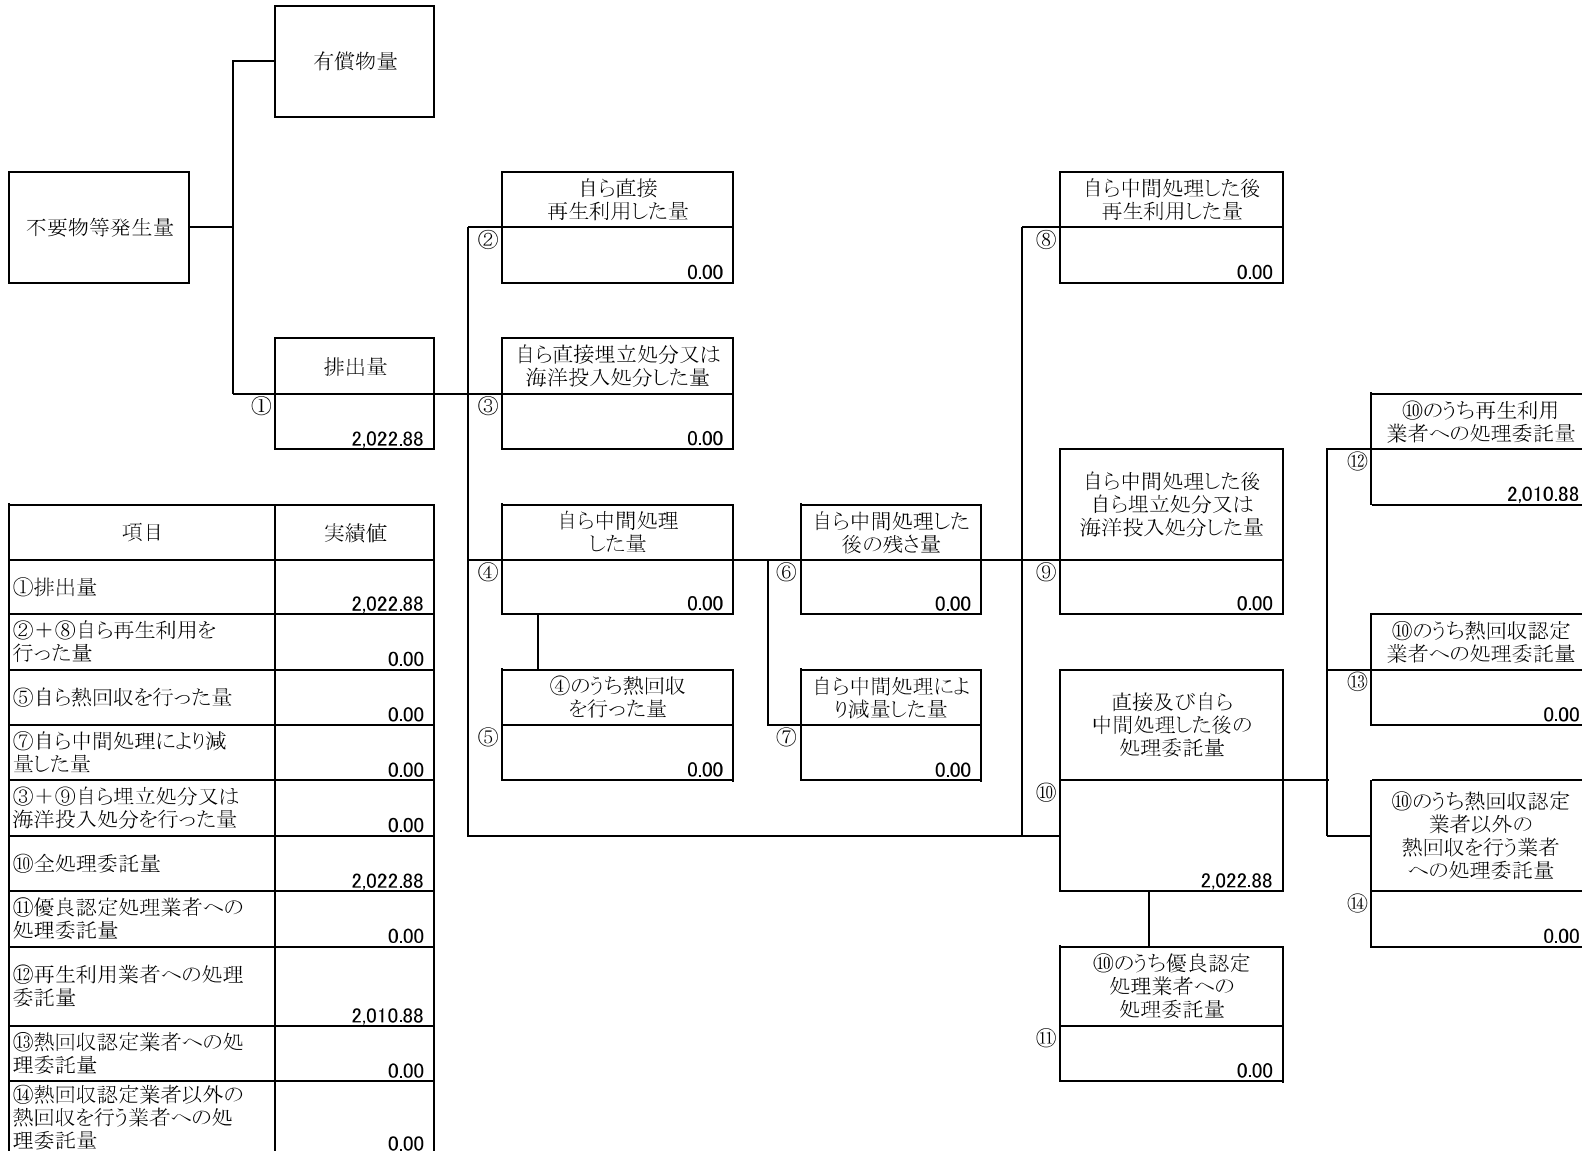 有償物量
不要物等発生量
自ら直接
再生利用した量
②
0.00
自ら中間処理した後
再生利用した量
⑧
0.00
排出量
①
2,022.88
自ら直接埋立処分又は
海洋投入処分した量
③
0.00
⑩のうち再生利用
業者への処理委託量
⑫
2,010.88
自ら中間処理
した量
④
0.00
自ら中間処理した
後の残さ量
⑥
0.00
自ら中間処理した後
自ら埋立処分又は
海洋投入処分した量
⑨
0.00
⑩のうち熱回収認定
業者への処理委託量
⑬
0.00
④のうち熱回収
を行った量
⑤
0.00
自ら中間処理によ
り減量した量
⑦
0.00
直接及び自ら
中間処理した後の
処理委託量
⑩
2,022.88
⑩のうち熱回収認定
業者以外の
熱回収を行う業者
への処理委託量
⑭
0.00
⑩のうち優良認定
処理業者への
処理委託量
⑪
0.00
項目 実績値
①排出量
2,022.88
②＋⑧自ら再生利用を
行った量 0.00
⑤自ら熱回収を行った量
0.00
⑦自ら中間処理により減
量した量 0.00
③＋⑨自ら埋立処分又は
海洋投入処分を行った量 0.00
⑩全処理委託量
2,022.88
⑪優良認定処理業者への
処理委託量 0.00
⑫再生利用業者への処理
委託量
2,010.88
⑬熱回収認定業者への処
理委託量 0.00
⑭熱回収認定業者以外の
熱回収を行う業者への処
理委託量 0.00